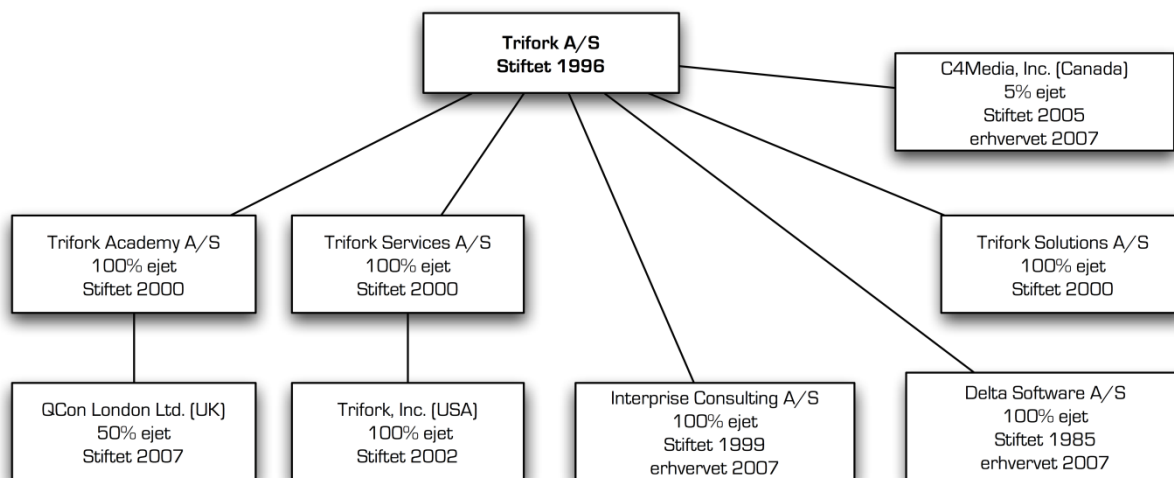 Trifork A/S
Stiftet 1996
C4Media, Inc. (Canada)
5% ejet
Stiftet 2005
erhvervet 2007
Trifork Academy A/S
100% ejet
Stiftet 2000
Trifork Services A/S
100% ejet
Stiftet 2000
Trifork Solutions A/S
100% ejet
Stiftet 2000
QCon London Ltd. (UK)
50% ejet
Stiftet 2007
Trifork, Inc. (USA)
100% ejet
Stiftet 2002
Interprise Consulting A/S
100% ejet
Stiftet 1999
erhvervet 2007
Delta Software A/S
100% ejet
Stiftet 1985
erhvervet 2007